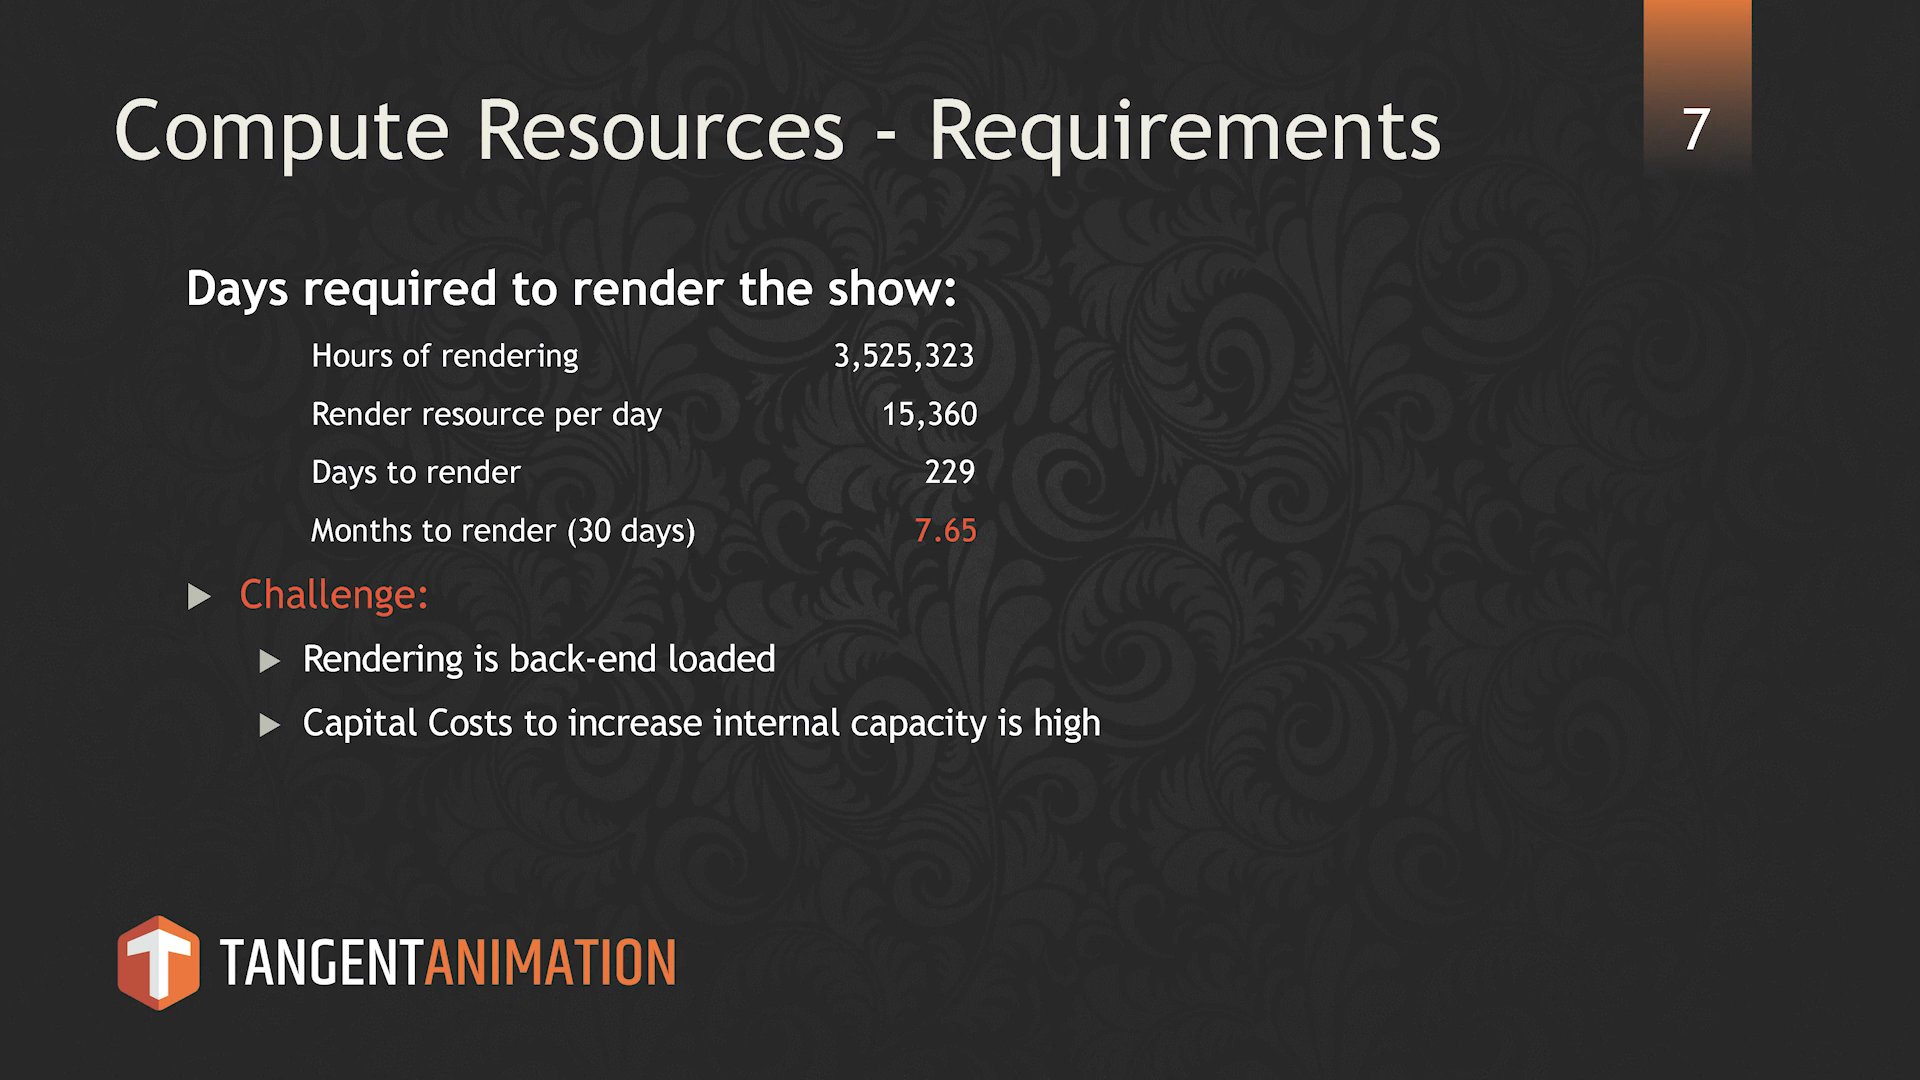 Compute Resources - Requirements
7
Days required to render the show:
Hours of rendering 3,525,323
Render resource per day 15,360
Days to render 229
Months to render (30 days) 7.65
Challenge:
Rendering is back-end loaded
Capital Costs to increase internal capacity is high
TANGENTANIMATION